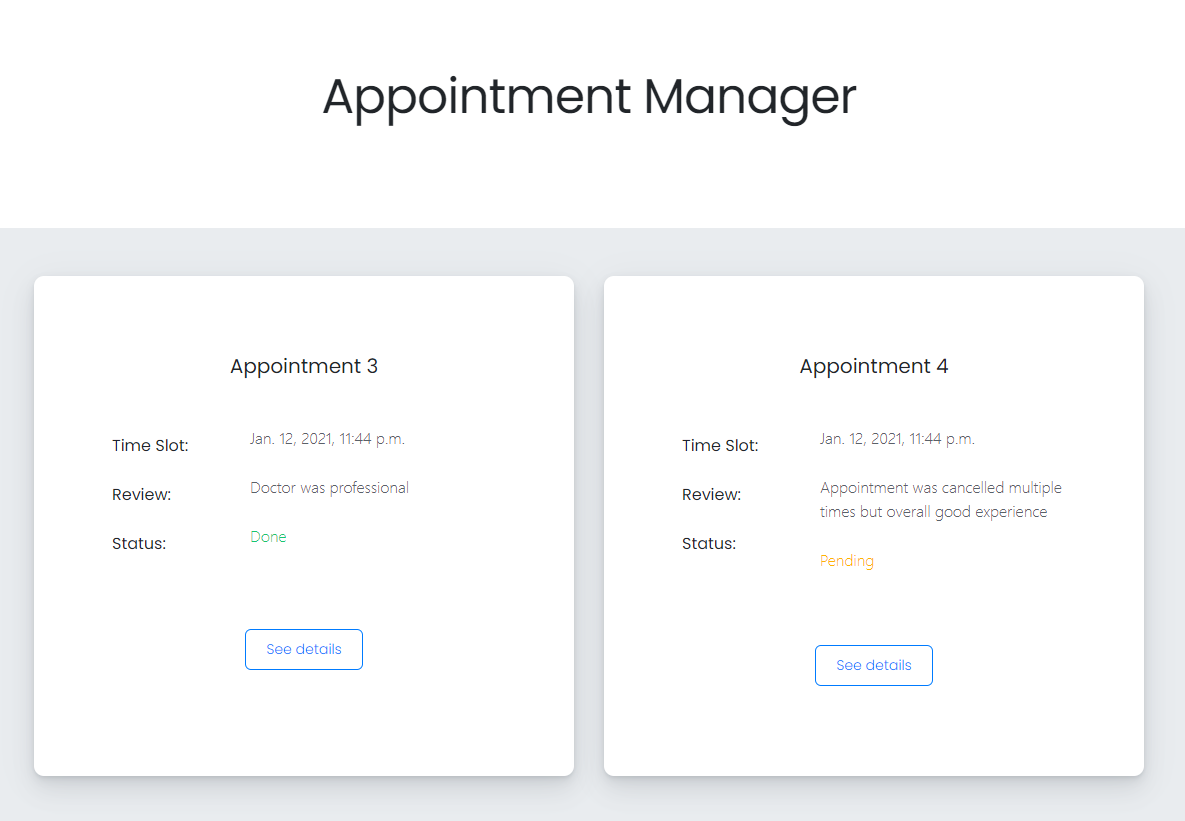 Appointment Manager
Appointment 3
Time Slot: Jan. 12, 2021, 11:44 p.m.
Review: Doctor was professional
Status: Done
See details
Appointment 4
Time Slot: Jan. 12, 2021, 11:44 p.m.
Review: Appointment was cancelled multiple
times but overall good experience
Status: Pending
See details